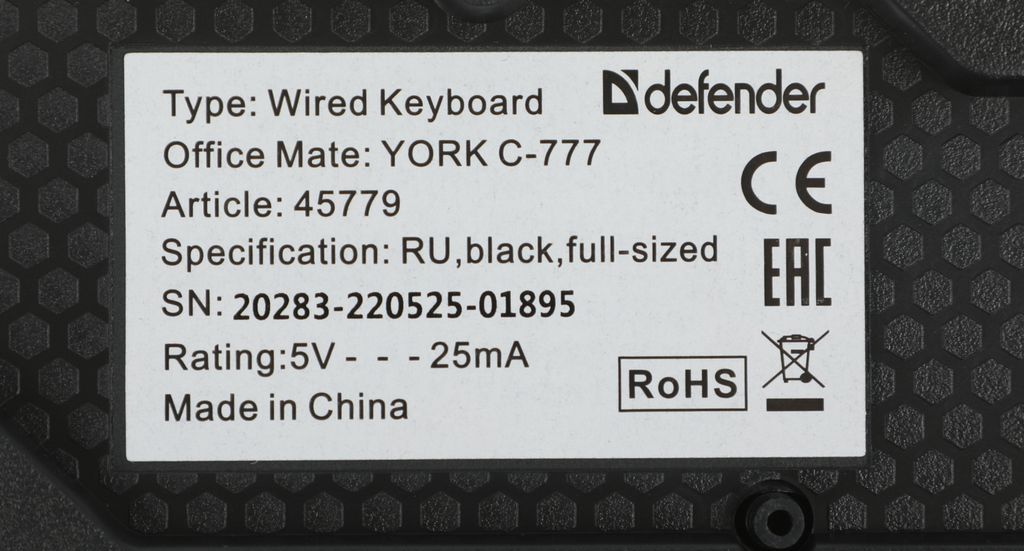 Type: Wired Keyboard
defender
Office Mate: YORK C-777
Article: 45779
CE
Specification: RU,black,full-sized
EAC
SN: 20283-220525-01895
Rating:5V - - - 25mA
RoHS
Made in China